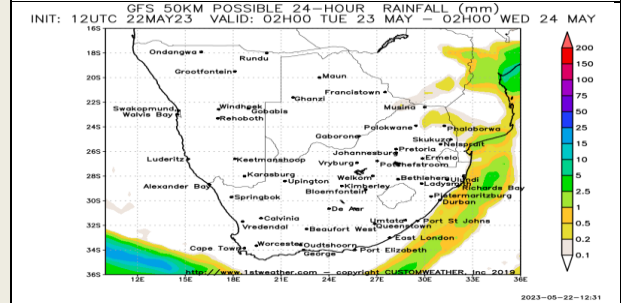 GFS 50KM POSSIBLE 24-HOUR RAINFALL (mm)
INIT: 12UTC 22MAY23 VALID: 02H00 TUE 23 MAY - 02H00 WED 24 MAY
16S
18S
20S
22S
24S
26S
28S
30S
32S
34S
36S
Ondangwa
Rundu
Grootfontein
Maun
Francistown
Ghanzi
Musina
Windhoek
Gobabis
Swakopmund
Walvis Bay
Rehoboth
Polokwane
Phalaborwa
Gaborone
Skukuza
Pretoria
Nelspruit
Johannesburg
Ermelo
Luderitz
Keetmanshoop
Vryburg
Potchefstroom
Karasburg
Upington
Welkom
Bethlehem
Ulundi
Alexander Bay
Kimberley
Ladysmith
Richards Bay
Bloemfontein
Springbok
Pietermaritzburg
Durban
De Aar
Calvinia
Umtata
Port St Johns
Vredendal
Queenstown
Beaufort West
East London
Cape Town
Worcester
Oudtshoorn
George
Port Elizabeth
http://www.1stweather.com - copyright CUSTOMWEATHER, Inc 2019
12E 15E 18E 21E 24E 27E 30E 33E 36E
200
150
100
75
50
25
15
10
5
2.5
1
0.5
0.2
0.1
2023-05-22-12:31